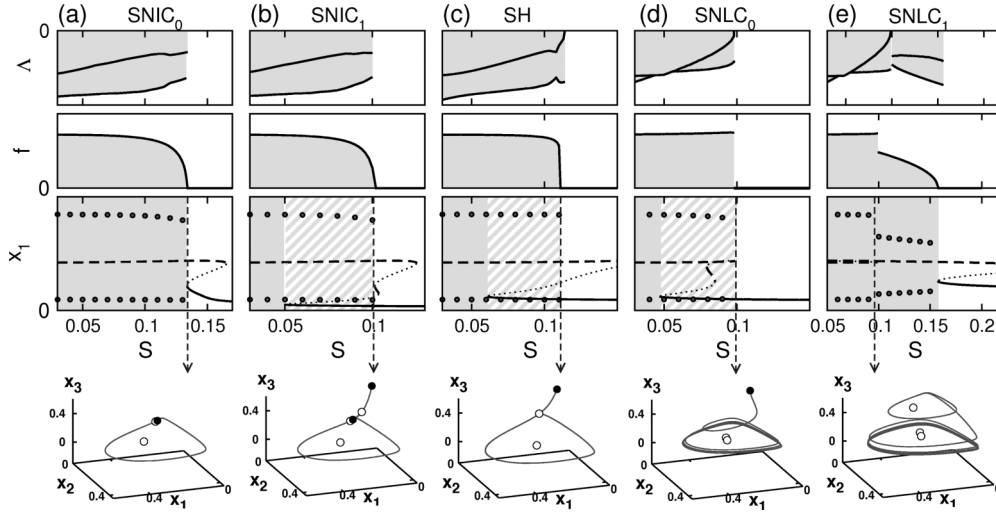 (a) SNIC0 (b) SNIC1 (c) SH (d) SNLC0 (e) SNLC1
0 0
Λ
f
0 0
x1
0 0
0.05 0.1 0.15 0.05 0.1 0.05 0.1 0.05 0.1 0.05 0.1 0.15 0.2
S S S S S
x3 x3 x3 x3 x3
0.4 0.4 0.4 0.4 0.4
0 0 0 0 0
0 0 0 0 0
x2 x2 x2 x2 x2
0.4 0.4 x1 0.4 0.4 x1 0.4 0.4 x1 0.4 0.4 x1 0.4 0.4 x1